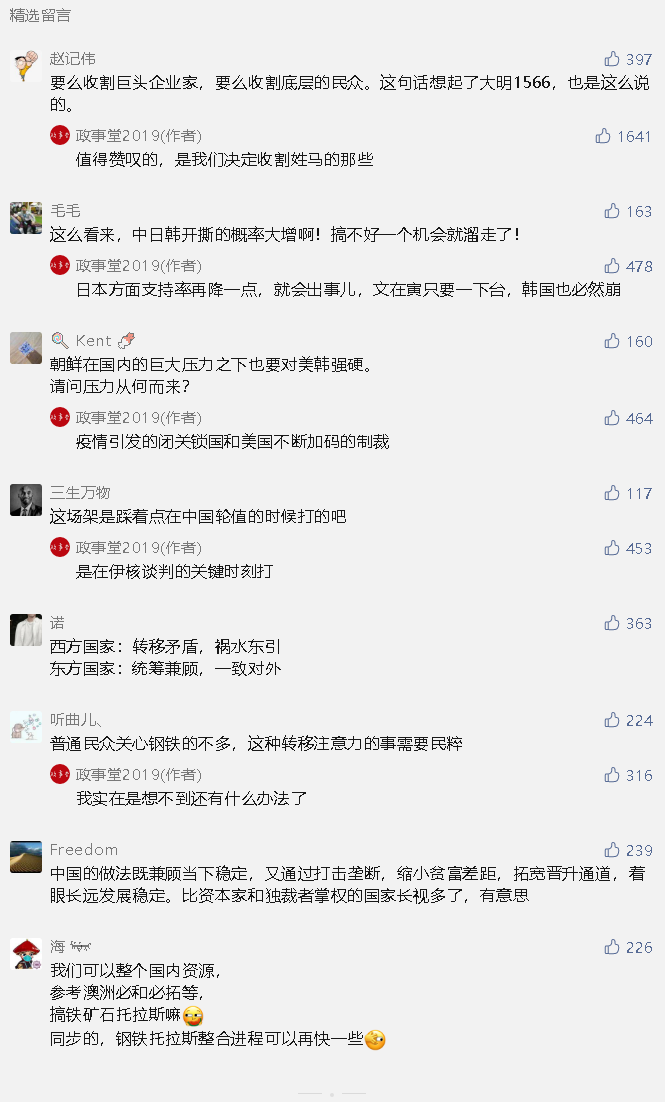 精选留言
赵记伟
397
要么收割巨头企业家，要么收割底层的民众。这句话想起了大明1566，也是这么说
的。
政事堂2019(作者)
1641
值得赞叹的，是我们决定收割姓马的那些
毛毛
163
这么看来，中日韩开撕的概率大增啊！搞不好一个机会就溜走了！
政事堂2019(作者)
478
日本方面支持率再降一点，就会出事儿，文在寅只要一下台，韩国也必然崩
Kent
160
朝鲜在国内的巨大压力之下也要对美韩强硬。
请问压力从何而来？
政事堂2019(作者)
464
疫情引发的闭关锁国和美国不断加码的制裁
三生万物
117
这场架是踩着点在中国轮值的时候打的吧
政事堂2019(作者)
453
是在伊核谈判的关键时刻打
诺
363
西方国家：转移矛盾，祸水东引
东方国家：统筹兼顾，一致对外
听曲儿、
224
普通民众关心钢铁的不多，这种转移注意力的事需要民粹
政事堂2019(作者)
316
我实在是想不到还有什么办法了
Freedom
239
中国的做法既兼顾当下稳定，又通过打击垄断，缩小贫富差距，拓宽晋升通道，着
眼长远发展稳定。比资本家和独裁者掌权的国家长视多了，有意思
海
226
我们可以整个国内资源，
参考澳洲必和必拓等，
搞铁矿石托拉斯嘛
同步的，钢铁托拉斯整合进程可以再快一些